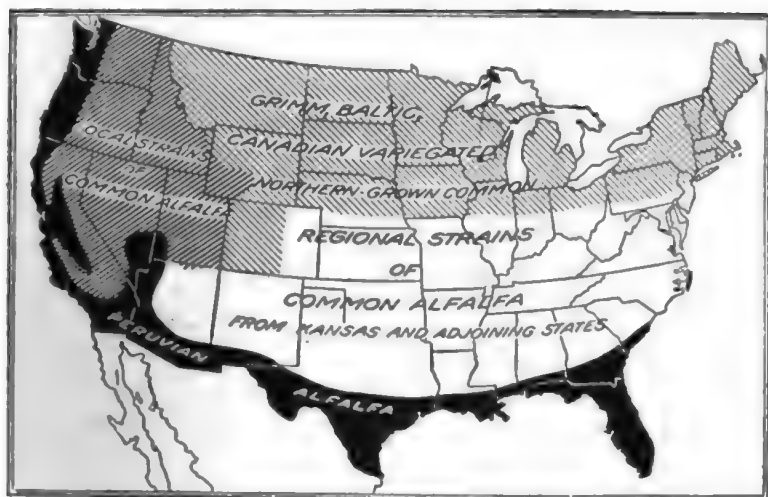 GRIMM, BALTIC,
CANADIAN VARIEGATED,
NORTHERN-GROWN COMMON
LOCAL STRAINS
OF
COMMON ALFALFA
REGIONAL STRAINS
OF
COMMON ALFALFA
FROM KANSAS AND ADJOINING STATES
PERUVIAN
ALFALFA